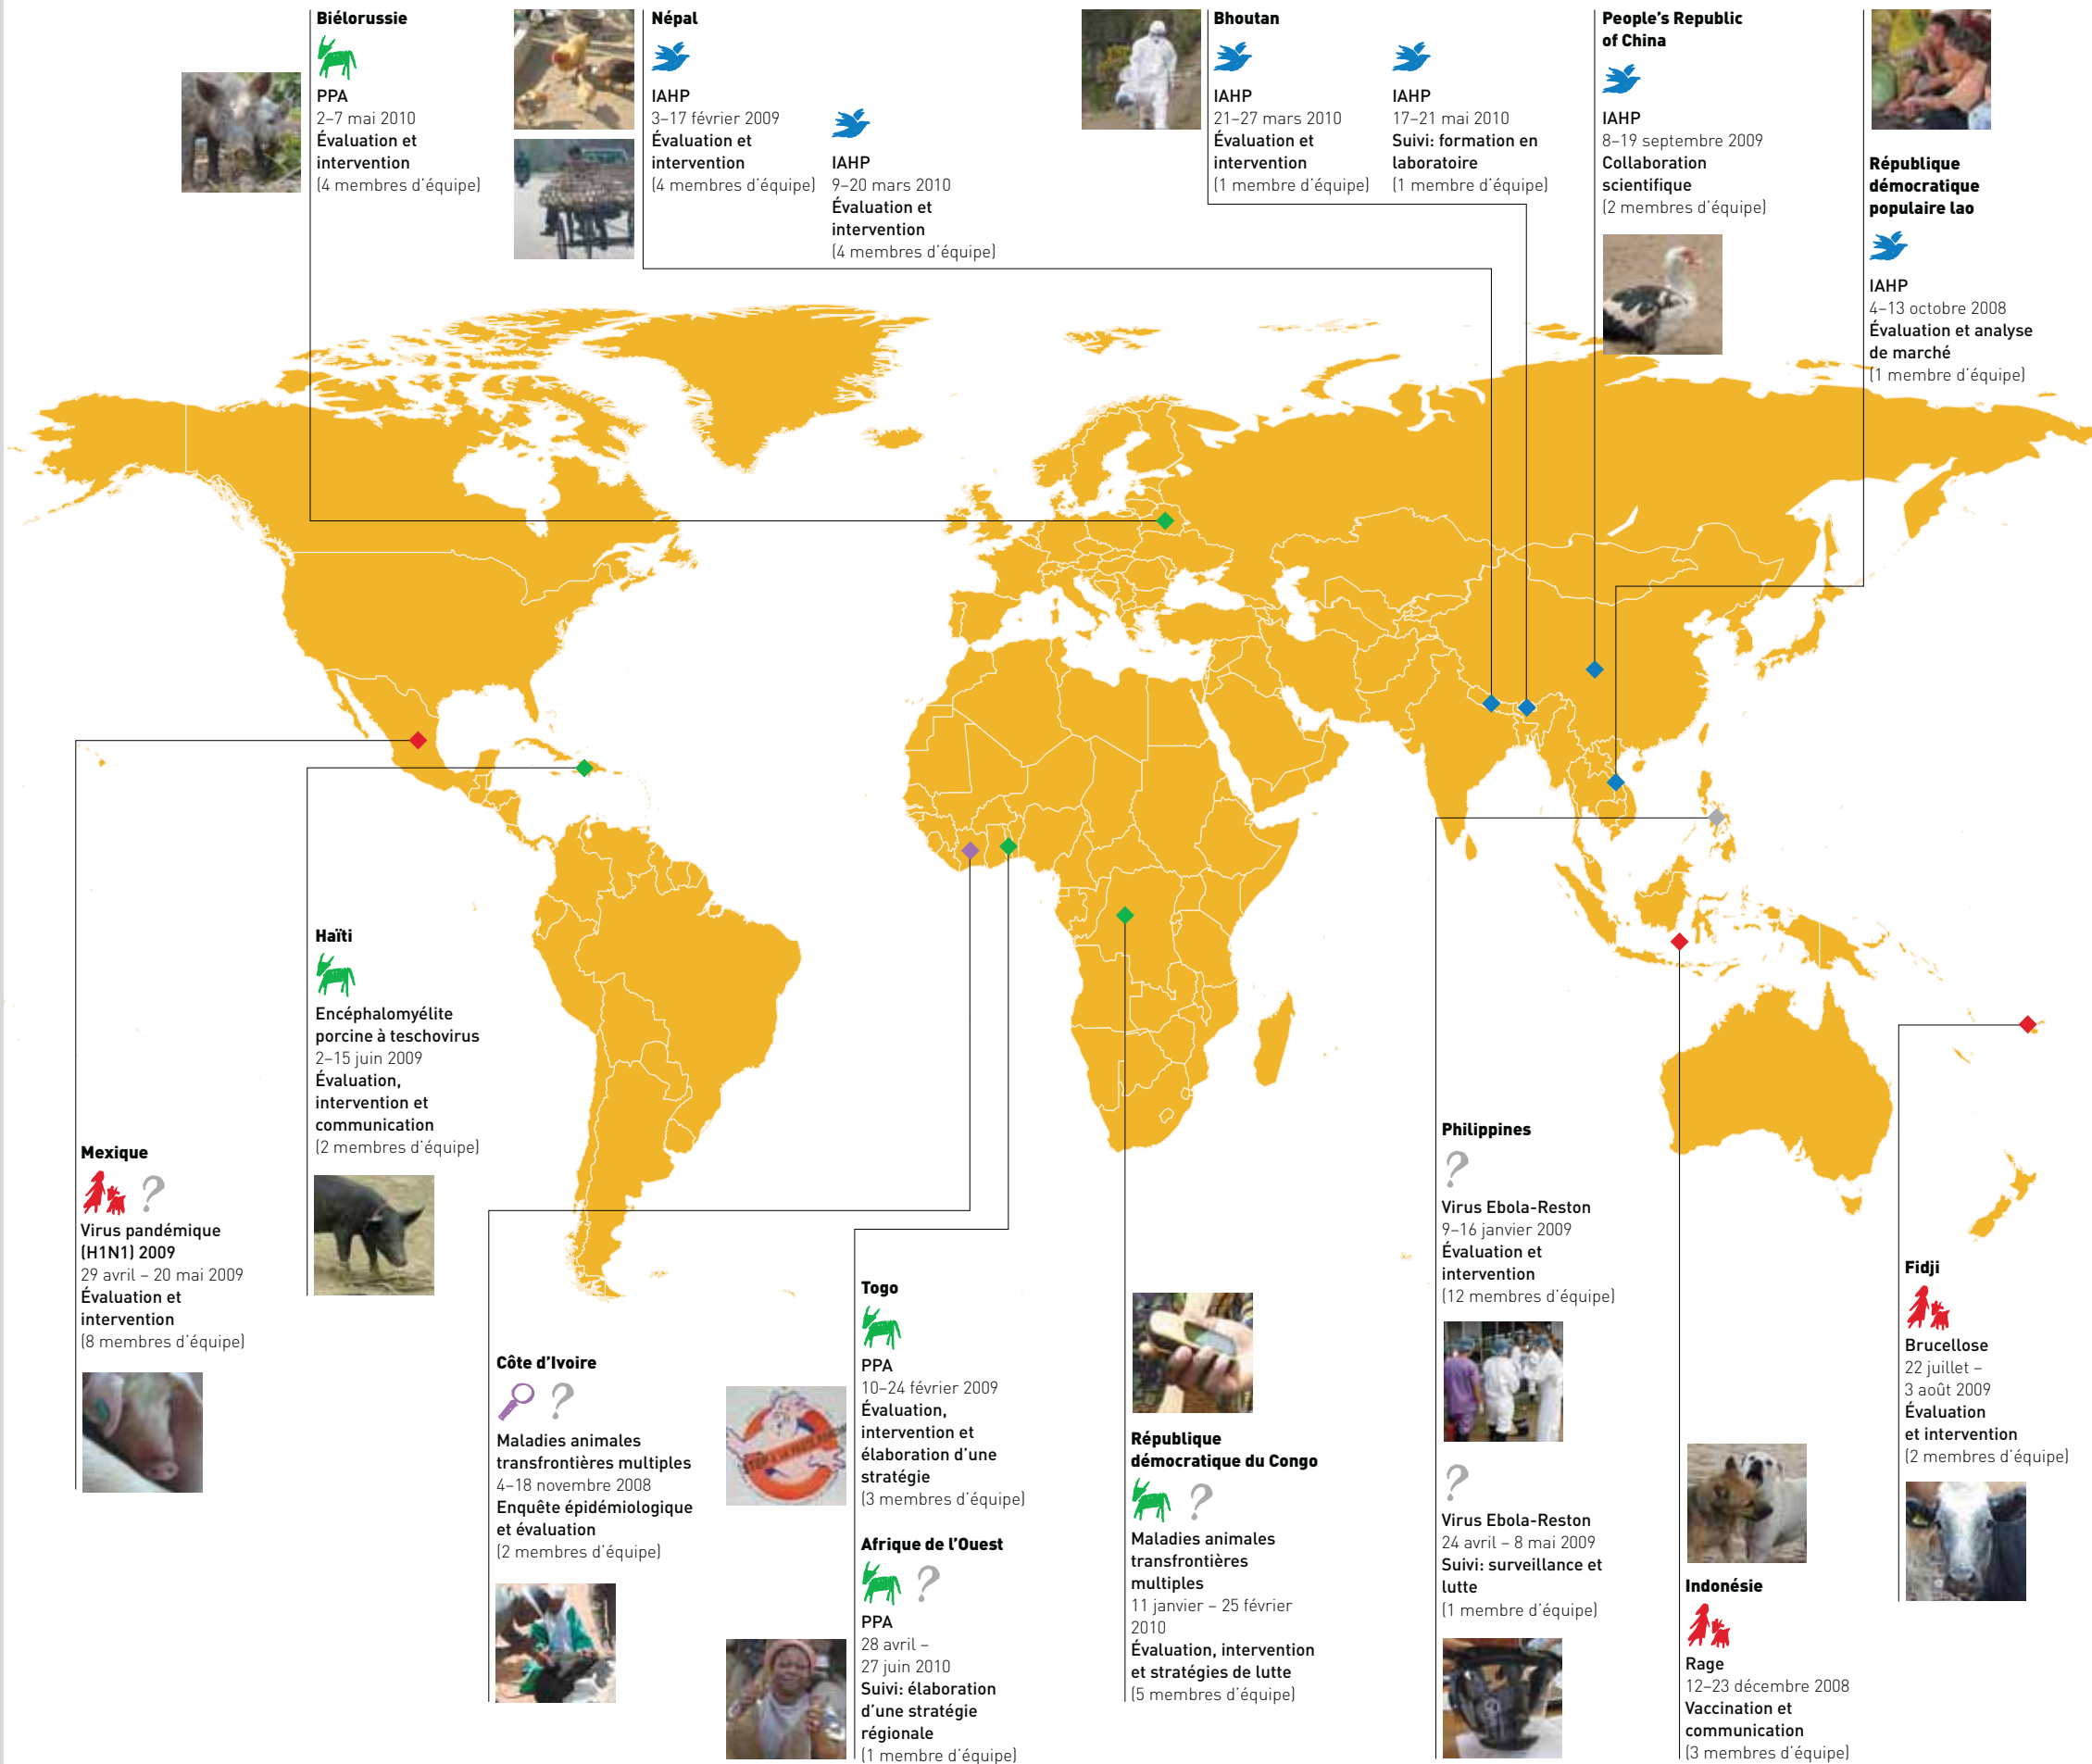 Biélorussie
PPA
2–7 mai 2010
Évaluation et
intervention
(4 membres d'équipe)
Népal
IAHP
3–17 février 2009
Évaluation et
intervention
(4 membres d'équipe)
IAHP
9–20 mars 2010
Évaluation et
intervention
(4 membres d'équipe)
Bhoutan
IAHP
21–27 mars 2010
Évaluation et
intervention
(1 membre d'équipe)
IAHP
17–21 mai 2010
Suivi: formation en
laboratoire
(1 membre d'équipe)
People's Republic
of China
IAHP
8–19 septembre 2009
Collaboration
scientifique
(2 membres d'équipe)
République
démocratique
populaire lao
IAHP
4–13 octobre 2008
Évaluation et analyse
de marché
(1 membre d'équipe)
Mexique
?
Virus pandémique
(H1N1) 2009
29 avril – 20 mai 2009
Évaluation et
intervention
(8 membres d'équipe)
Haïti
Encéphalomyélite
porcine à teschovirus
2–15 juin 2009
Évaluation,
intervention et
communication
(2 membres d'équipe)
Côte d'Ivoire
?
Maladies animales
transfrontières multiples
4–18 novembre 2008
Enquête épidémiologique
et évaluation
(2 membres d'équipe)
Togo
PPA
10–24 février 2009
Évaluation,
intervention et
élaboration d'une
stratégie
(3 membres d'équipe)
Afrique de l'Ouest
?
PPA
28 avril –
27 juin 2010
Suivi: élaboration
d'une stratégie
régionale
(1 membre d'équipe)
République
démocratique du Congo
?
Maladies animales
transfrontières
multiples
11 janvier – 25 février
2010
Évaluation, intervention
et stratégies de lutte
(5 membres d'équipe)
Philippines
?
Virus Ebola-Reston
9–16 janvier 2009
Évaluation et
intervention
(12 membres d'équipe)
?
Virus Ebola-Reston
24 avril – 8 mai 2009
Suivi: surveillance et
lutte
(1 membre d'équipe)
Indonésie
Rage
12–23 décembre 2008
Vaccination et
communication
(3 membres d'équipe)
Fidji
Brucellose
22 juillet –
3 août 2009
Évaluation
et intervention
(2 membres d'équipe)
STOP